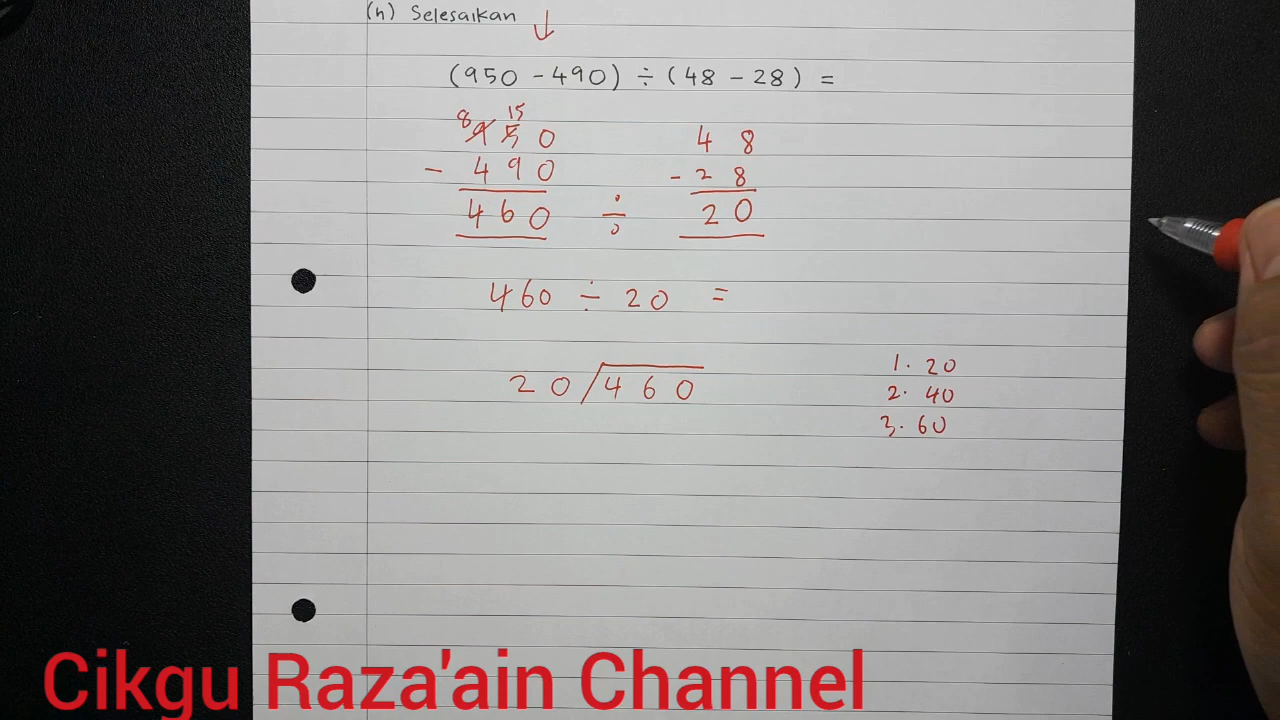 (h) Selesaikan ↓
(950 - 490) ÷ (48 - 28) =
8 15
950 48
- 490 - 28
460 ÷ 20
460 ÷ 20 =
20 460
1. 20
2. 40
3. 60
Cikgu Raza'ain Channel